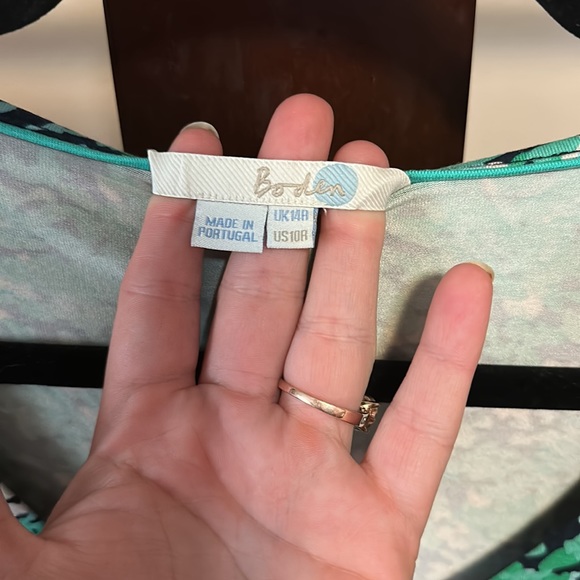 Boden
MADE IN
PORTUGAL
UK14R
US10R